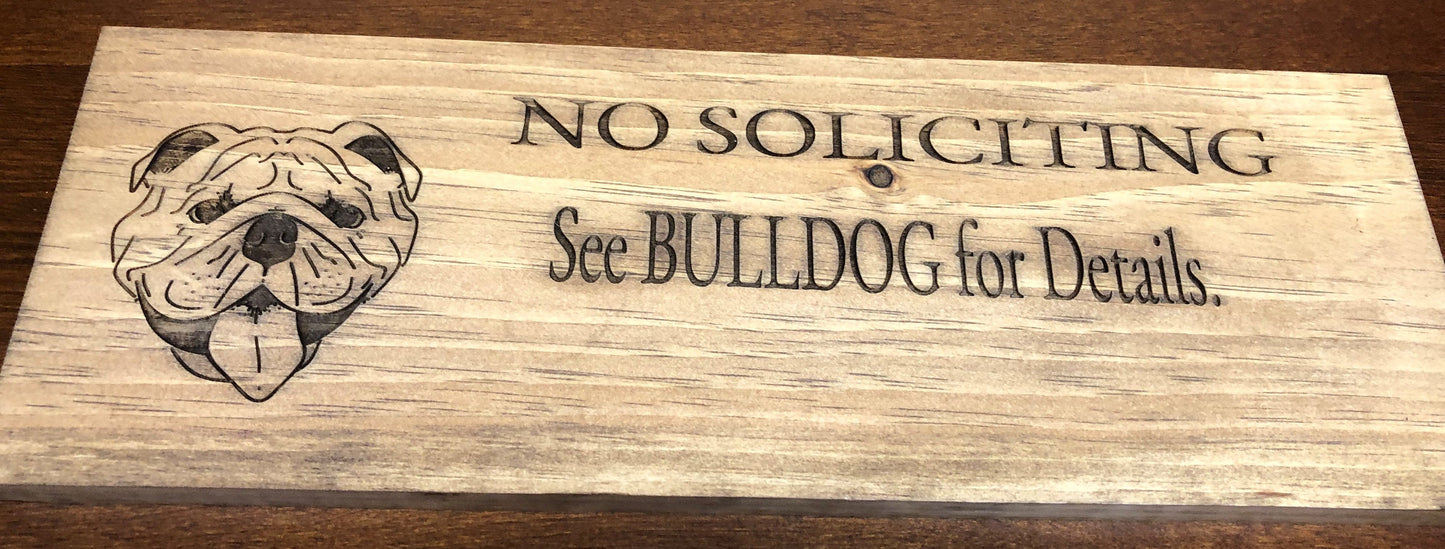 NO SOLICITING
See BULLDOG for Details.